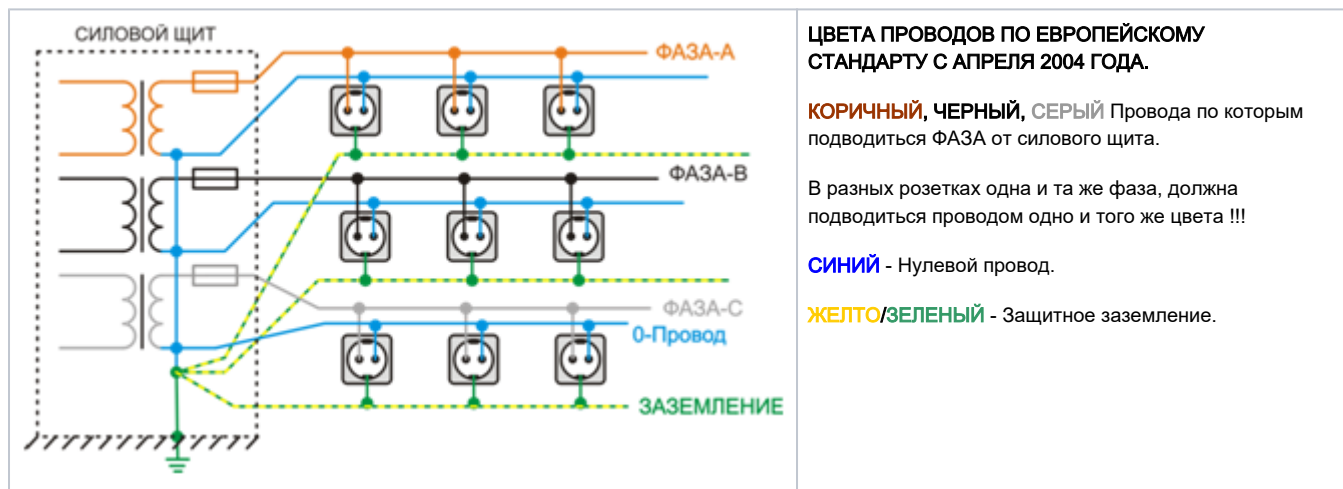 СИЛОВОЙ ЩИТ
ФАЗА-А
ФАЗА-В
ФАЗА-С
0-Провод
ЗАЗЕМЛЕНИЕ
ЦВЕТА ПРОВОДОВ ПО ЕВРОПЕЙСКОМУ
СТАНДАРТУ С АПРЕЛЯ 2004 ГОДА.
КОРИЧНЫЙ, ЧЕРНЫЙ, СЕРЫЙ Провода по которым
подводиться ФАЗА от силового щита.
В разных розетках одна и та же фаза, должна
подводиться проводом одно и того же цвета !!!
СИНИЙ - Нулевой провод.
ЖЕЛТО/ЗЕЛЕНЫЙ - Защитное заземление.